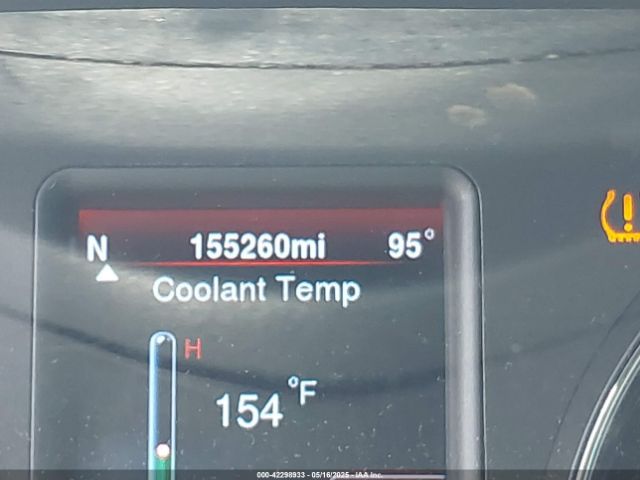 N 155260mi 95°
Coolant Temp
H
154 °F
000-42298933 - 05/16/2025 - IAA Inc.